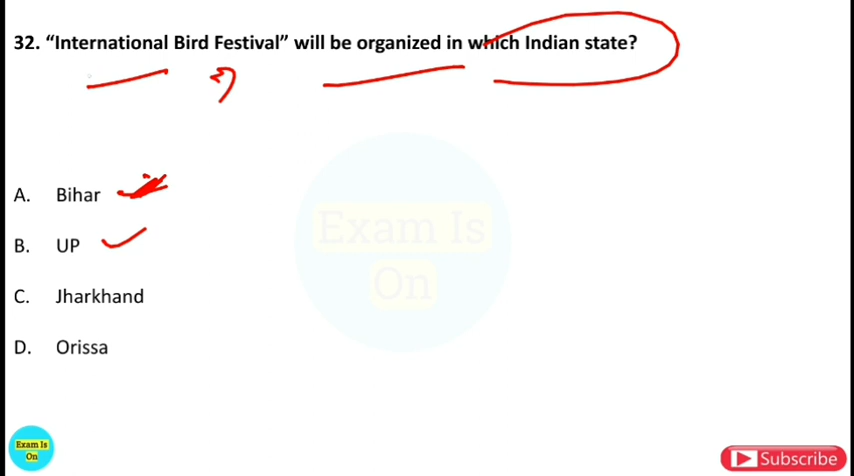 32. “International Bird Festival” will be organized in which Indian state?
A. Bihar
B. UP
Exam Is
On
C. Jharkhand
D. Orissa
Exam Is
On
Subscribe